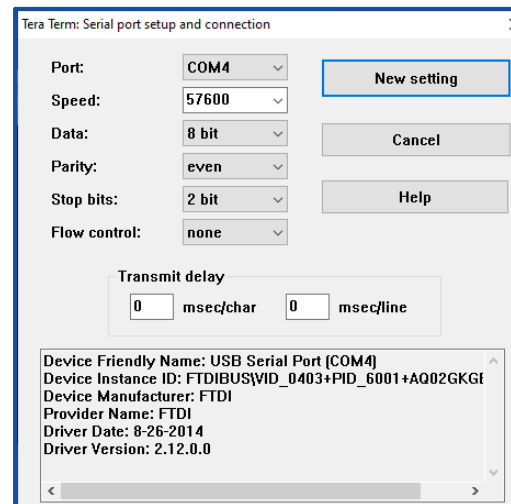 Tera Term: Serial port setup and connection
Port: COM4 New setting
Speed: 57600
Data: 8 bit Cancel
Parity: even
Stop bits: 2 bit Help
Flow control: none
Transmit delay
0 msec/char 0 msec/line
Device Friendly Name: USB Serial Port (COM4)
Device Instance ID: FTDIBUS\VID_0403+PID_6001+AQ02GKGE
Device Manufacturer: FTDI
Provider Name: FTDI
Driver Date: 8-26-2014
Driver Version: 2.12.0.0